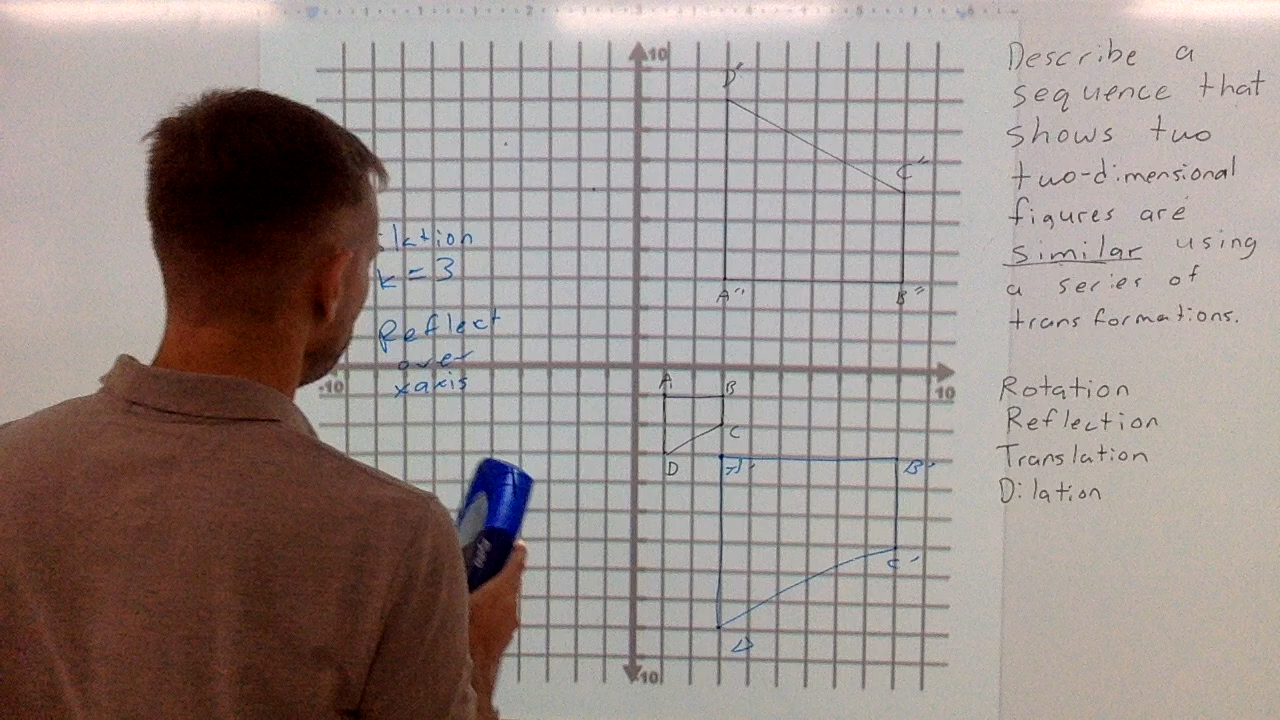 10
D"
C"
A"
B"
-10
10
A
B
C
D
A'
B'
C'
D
-10
k = 3
Reflect
over
xaxis
Describe a
sequence that
shows two
two-dimensional
figures are
similar using
a series of
transformations.
Rotation
Reflection
Translation
Dilation